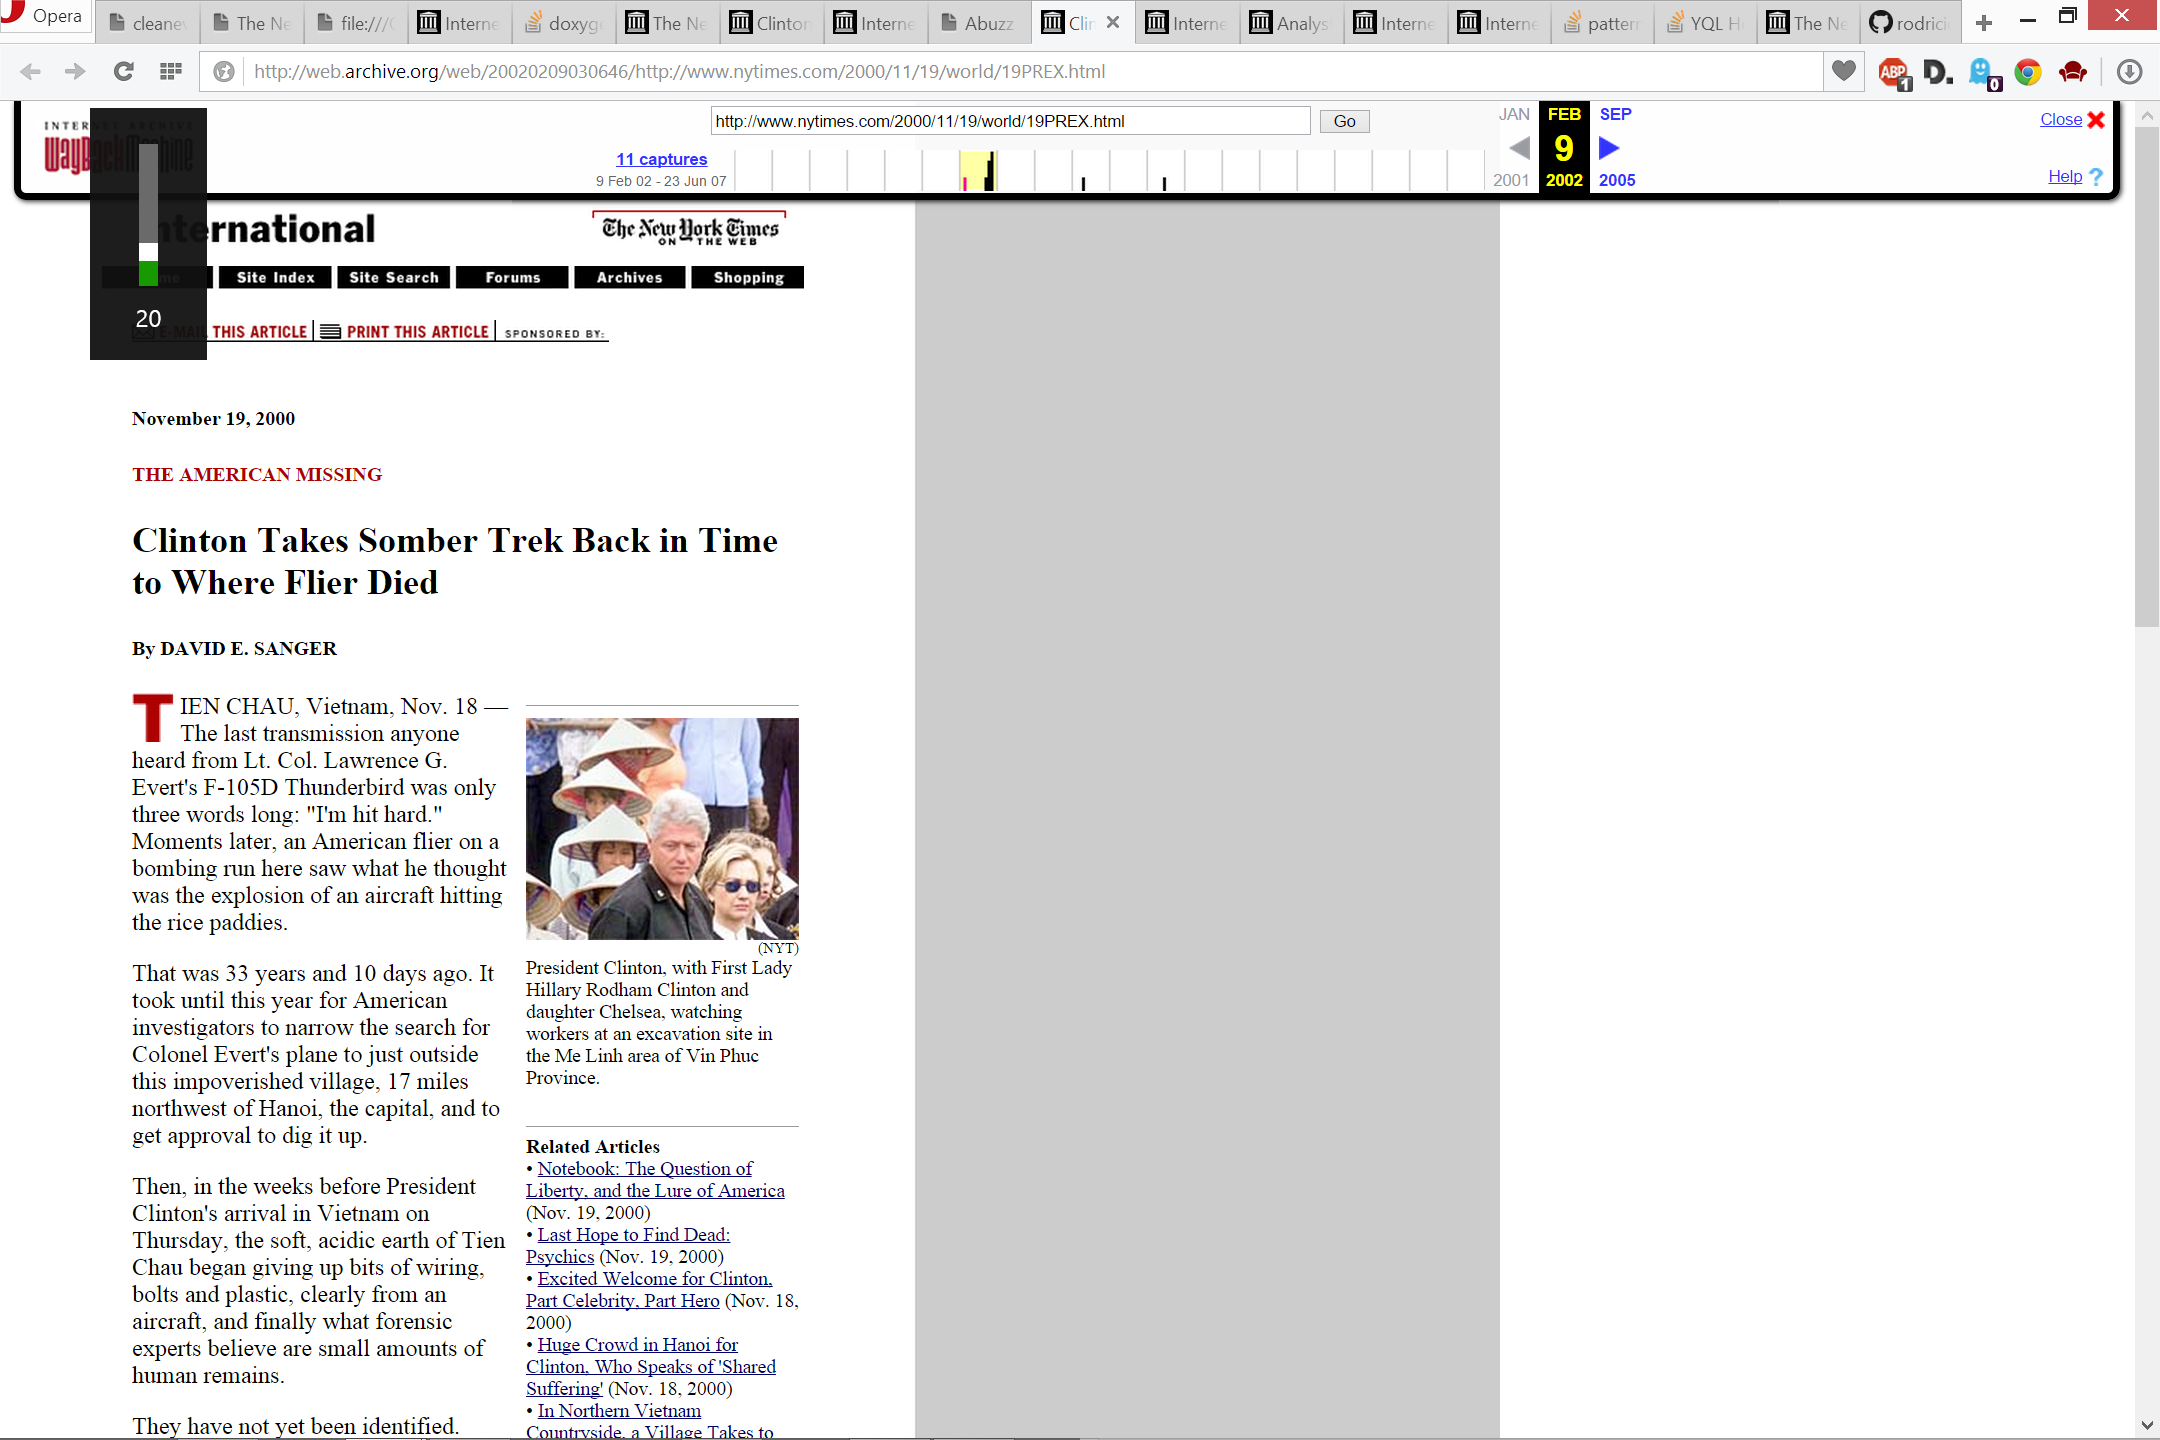 Opera
cleane
The Ne
file:///
Interne
doxyg
The Ne
Clinton
Interne
Abuzz
Clin
Interne
Analys
Interne
Interne
pattern
YQL H
The Ne
rodrici
http://web.archive.org/web/20020209030646/http://www.nytimes.com/2000/11/19/world/19PREX.html
ABP
1
D.
0
INTERNET ARCHIVE
WayBackMachine
http://www.nytimes.com/2000/11/19/world/19PREX.html
Go
11 captures
9 Feb 02 - 23 Jun 07
JAN
FEB
SEP
9
2001
2002
2005
Close
Help ?
20
International
The New York Times
ON THE WEB
Site Index
Site Search
Forums
Archives
Shopping
E-MAIL THIS ARTICLE
PRINT THIS ARTICLE
SPONSORED BY:
November 19, 2000
THE AMERICAN MISSING
Clinton Takes Somber Trek Back in Time
to Where Flier Died
By DAVID E. SANGER
TIEN CHAU, Vietnam, Nov. 18 —
The last transmission anyone
heard from Lt. Col. Lawrence G.
Evert's F-105D Thunderbird was only
three words long: "I'm hit hard."
Moments later, an American flier on a
bombing run here saw what he thought
was the explosion of an aircraft hitting
the rice paddies.
That was 33 years and 10 days ago. It
took until this year for American
investigators to narrow the search for
Colonel Evert's plane to just outside
this impoverished village, 17 miles
northwest of Hanoi, the capital, and to
get approval to dig it up.
Then, in the weeks before President
Clinton's arrival in Vietnam on
Thursday, the soft, acidic earth of Tien
Chau began giving up bits of wiring,
bolts and plastic, clearly from an
aircraft, and finally what forensic
experts believe are small amounts of
human remains.
They have not yet been identified.
(NYT)
President Clinton, with First Lady
Hillary Rodham Clinton and
daughter Chelsea, watching
workers at an excavation site in
the Me Linh area of Vin Phuc
Province.
Related Articles
• Notebook: The Question of
Liberty, and the Lure of America
(Nov. 19, 2000)
• Last Hope to Find Dead:
Psychics (Nov. 19, 2000)
• Excited Welcome for Clinton,
Part Celebrity, Part Hero (Nov. 18,
2000)
• Huge Crowd in Hanoi for
Clinton, Who Speaks of 'Shared
Suffering' (Nov. 18, 2000)
• In Northern Vietnam
Countryside, a Village Takes to